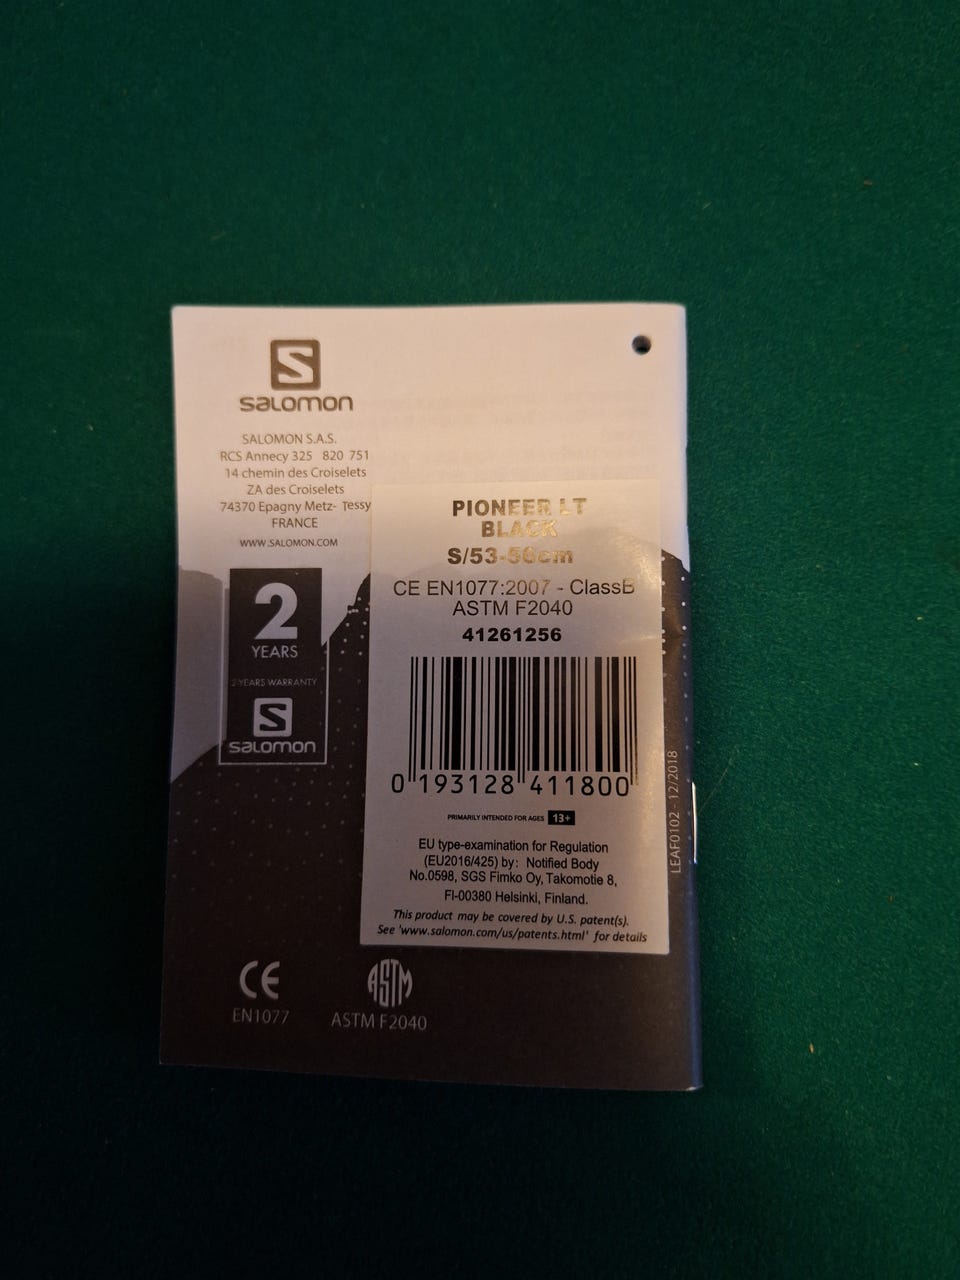 S
SALOMON
SALOMON S.A.S.
RCS Annecy 325 820 751
14 chemin des Croiselets
ZA des Croiselets
74370 Epagny Metz- Tessy
FRANCE
WWW.SALOMON.COM
2
YEARS
2 YEARS WARRANTY
S
SALOMON
PIONEER LT
BLACK
S/53-56cm
CE EN1077:2007 - ClassB
ASTM F2040
41261256
0 193128 411800
PRIMARILY INTENDED FOR AGES 13+
EU type-examination for Regulation
(EU2016/425) by: Notified Body
No.0598, SGS Fimko Oy, Takomotie 8,
FI-00380 Helsinki, Finland.
This product may be covered by U.S. patent(s).
See 'www.salomon.com/us/patents.html' for details
LEAF0102 - 12/2018
CE
EN1077
ASTM
ASTM F2040